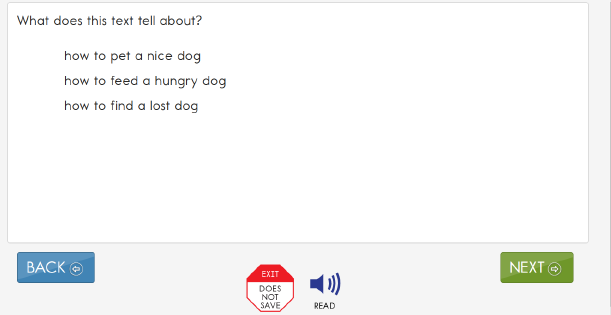 What does this text tell about?
how to pet a nice dog
how to feed a hungry dog
how to find a lost dog
BACK
NEXT
EXIT
DOES
NOT
SAVE
READ